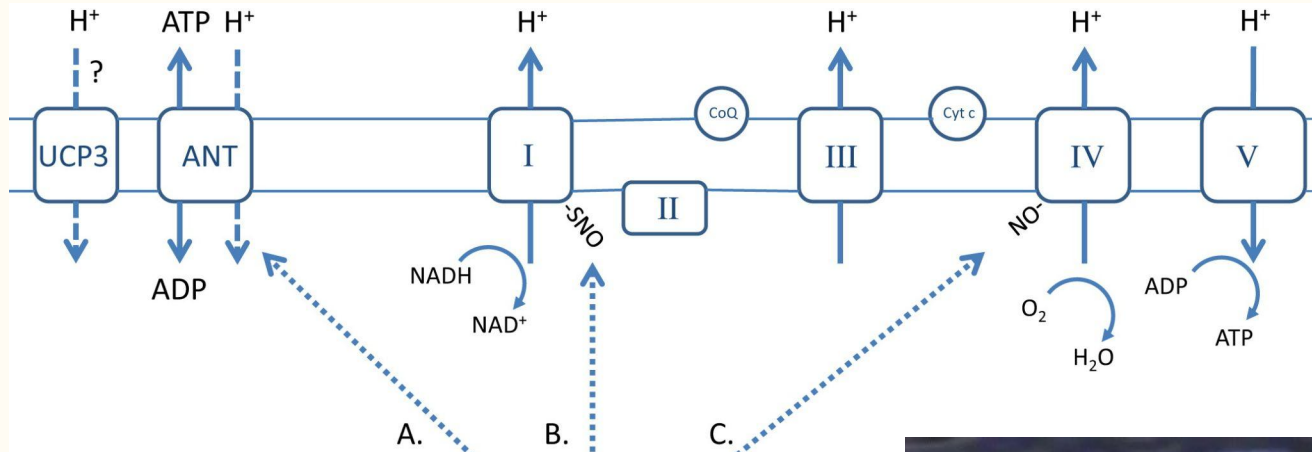 H⁺ ATP H⁺ H⁺ H⁺ H⁺ H⁺
?
CoQ Cyt c
UCP3 ANT I III IV V
II
-SNO NO-
NADH ADP
ADP O₂
NAD⁺ ATP
H₂O
A. B. C.